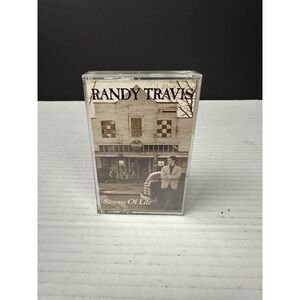 RANDY TRAVIS
Storms Of Life